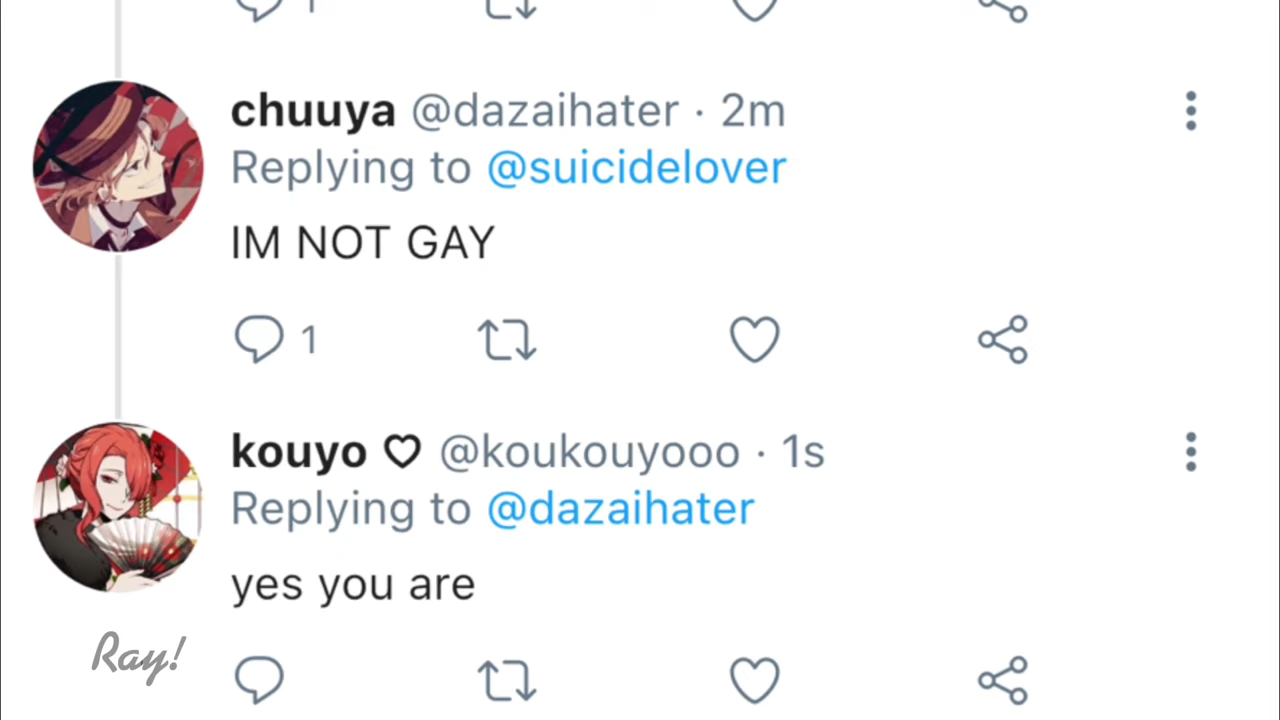 chuuya @dazaihater · 2m
Replying to @suicidelover
IM NOT GAY
1
kouyo ♡ @koukouyooo · 1s
Replying to @dazaihater
yes you are
Ray!